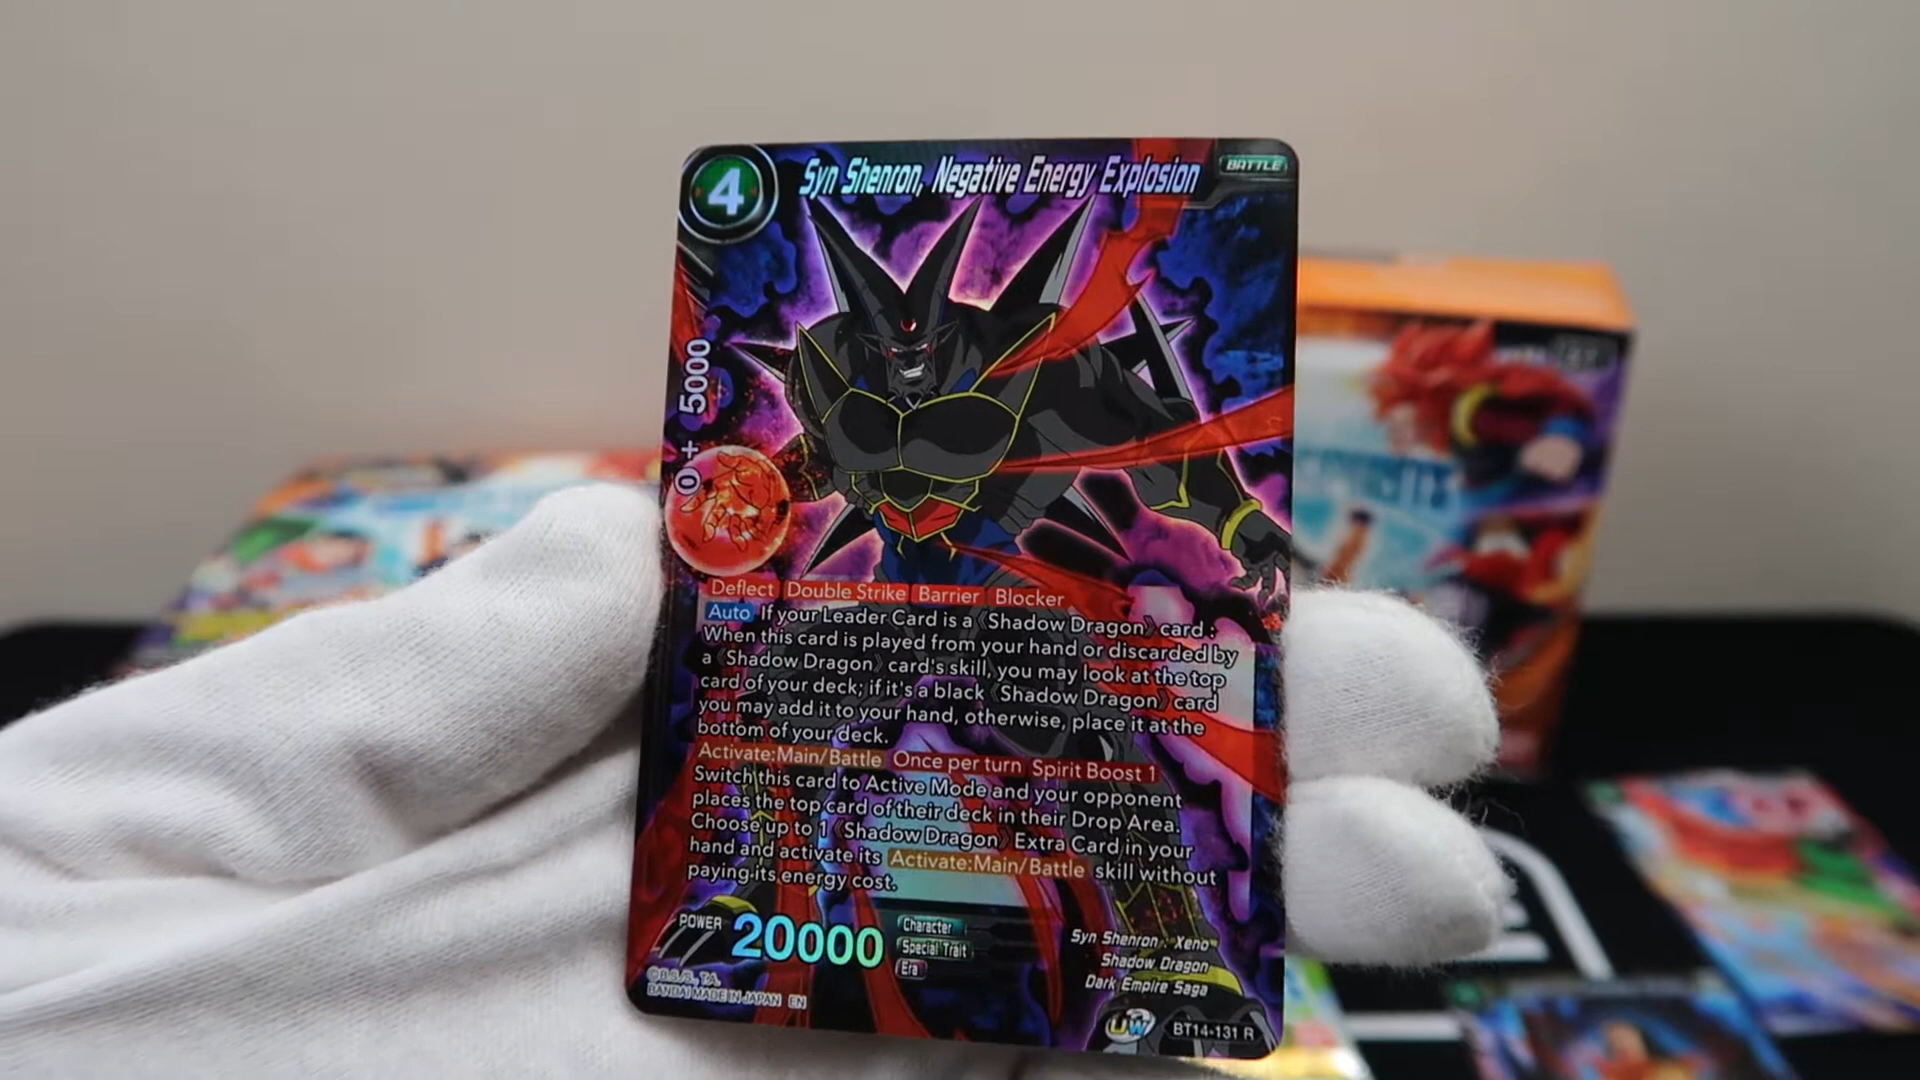 4
Syn Shenron, Negative Energy Explosion
BATTLE
0 + 5000
Deflect Double Strike Barrier Blocker
Auto If your Leader Card is a 《Shadow Dragon》 card :
When this card is played from your hand or discarded by
a 《Shadow Dragon》 card's skill, you may look at the top
card of your deck; if it's a black 《Shadow Dragon》 card
you may add it to your hand, otherwise, place it at the
bottom of your deck.
Activate:Main/Battle Once per turn Spirit Boost 1
Switch this card to Active Mode and your opponent
places the top card of their deck in their Drop Area.
Choose up to 1 《Shadow Dragon》 Extra Card in your
hand and activate its Activate:Main/Battle skill without
paying its energy cost.
POWER 20000
Character Syn Shenron : Xeno
Special Trait Shadow Dragon
Era Dark Empire Saga
©B.S./S., T.A.
BANDAI MADE IN JAPAN EN
UW BT14-131 R